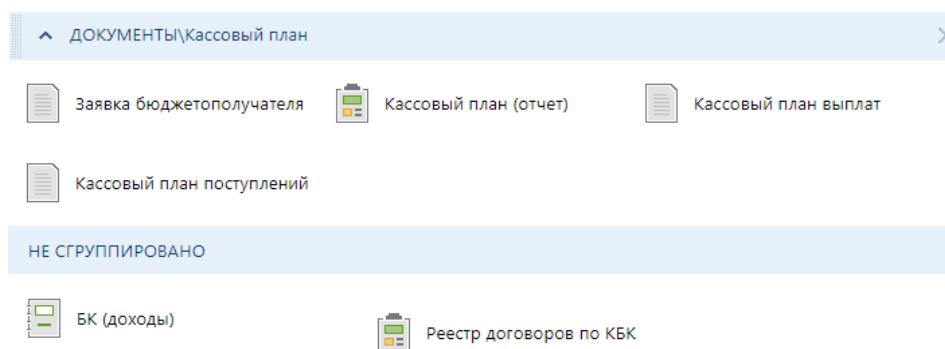 ДОКУМЕНТЫ\Кассовый план
Заявка бюджетополучателя
Кассовый план (отчет)
Кассовый план выплат
Кассовый план поступлений
НЕ СГРУППИРОВАНО
БК (доходы)
Реестр договоров по КБК